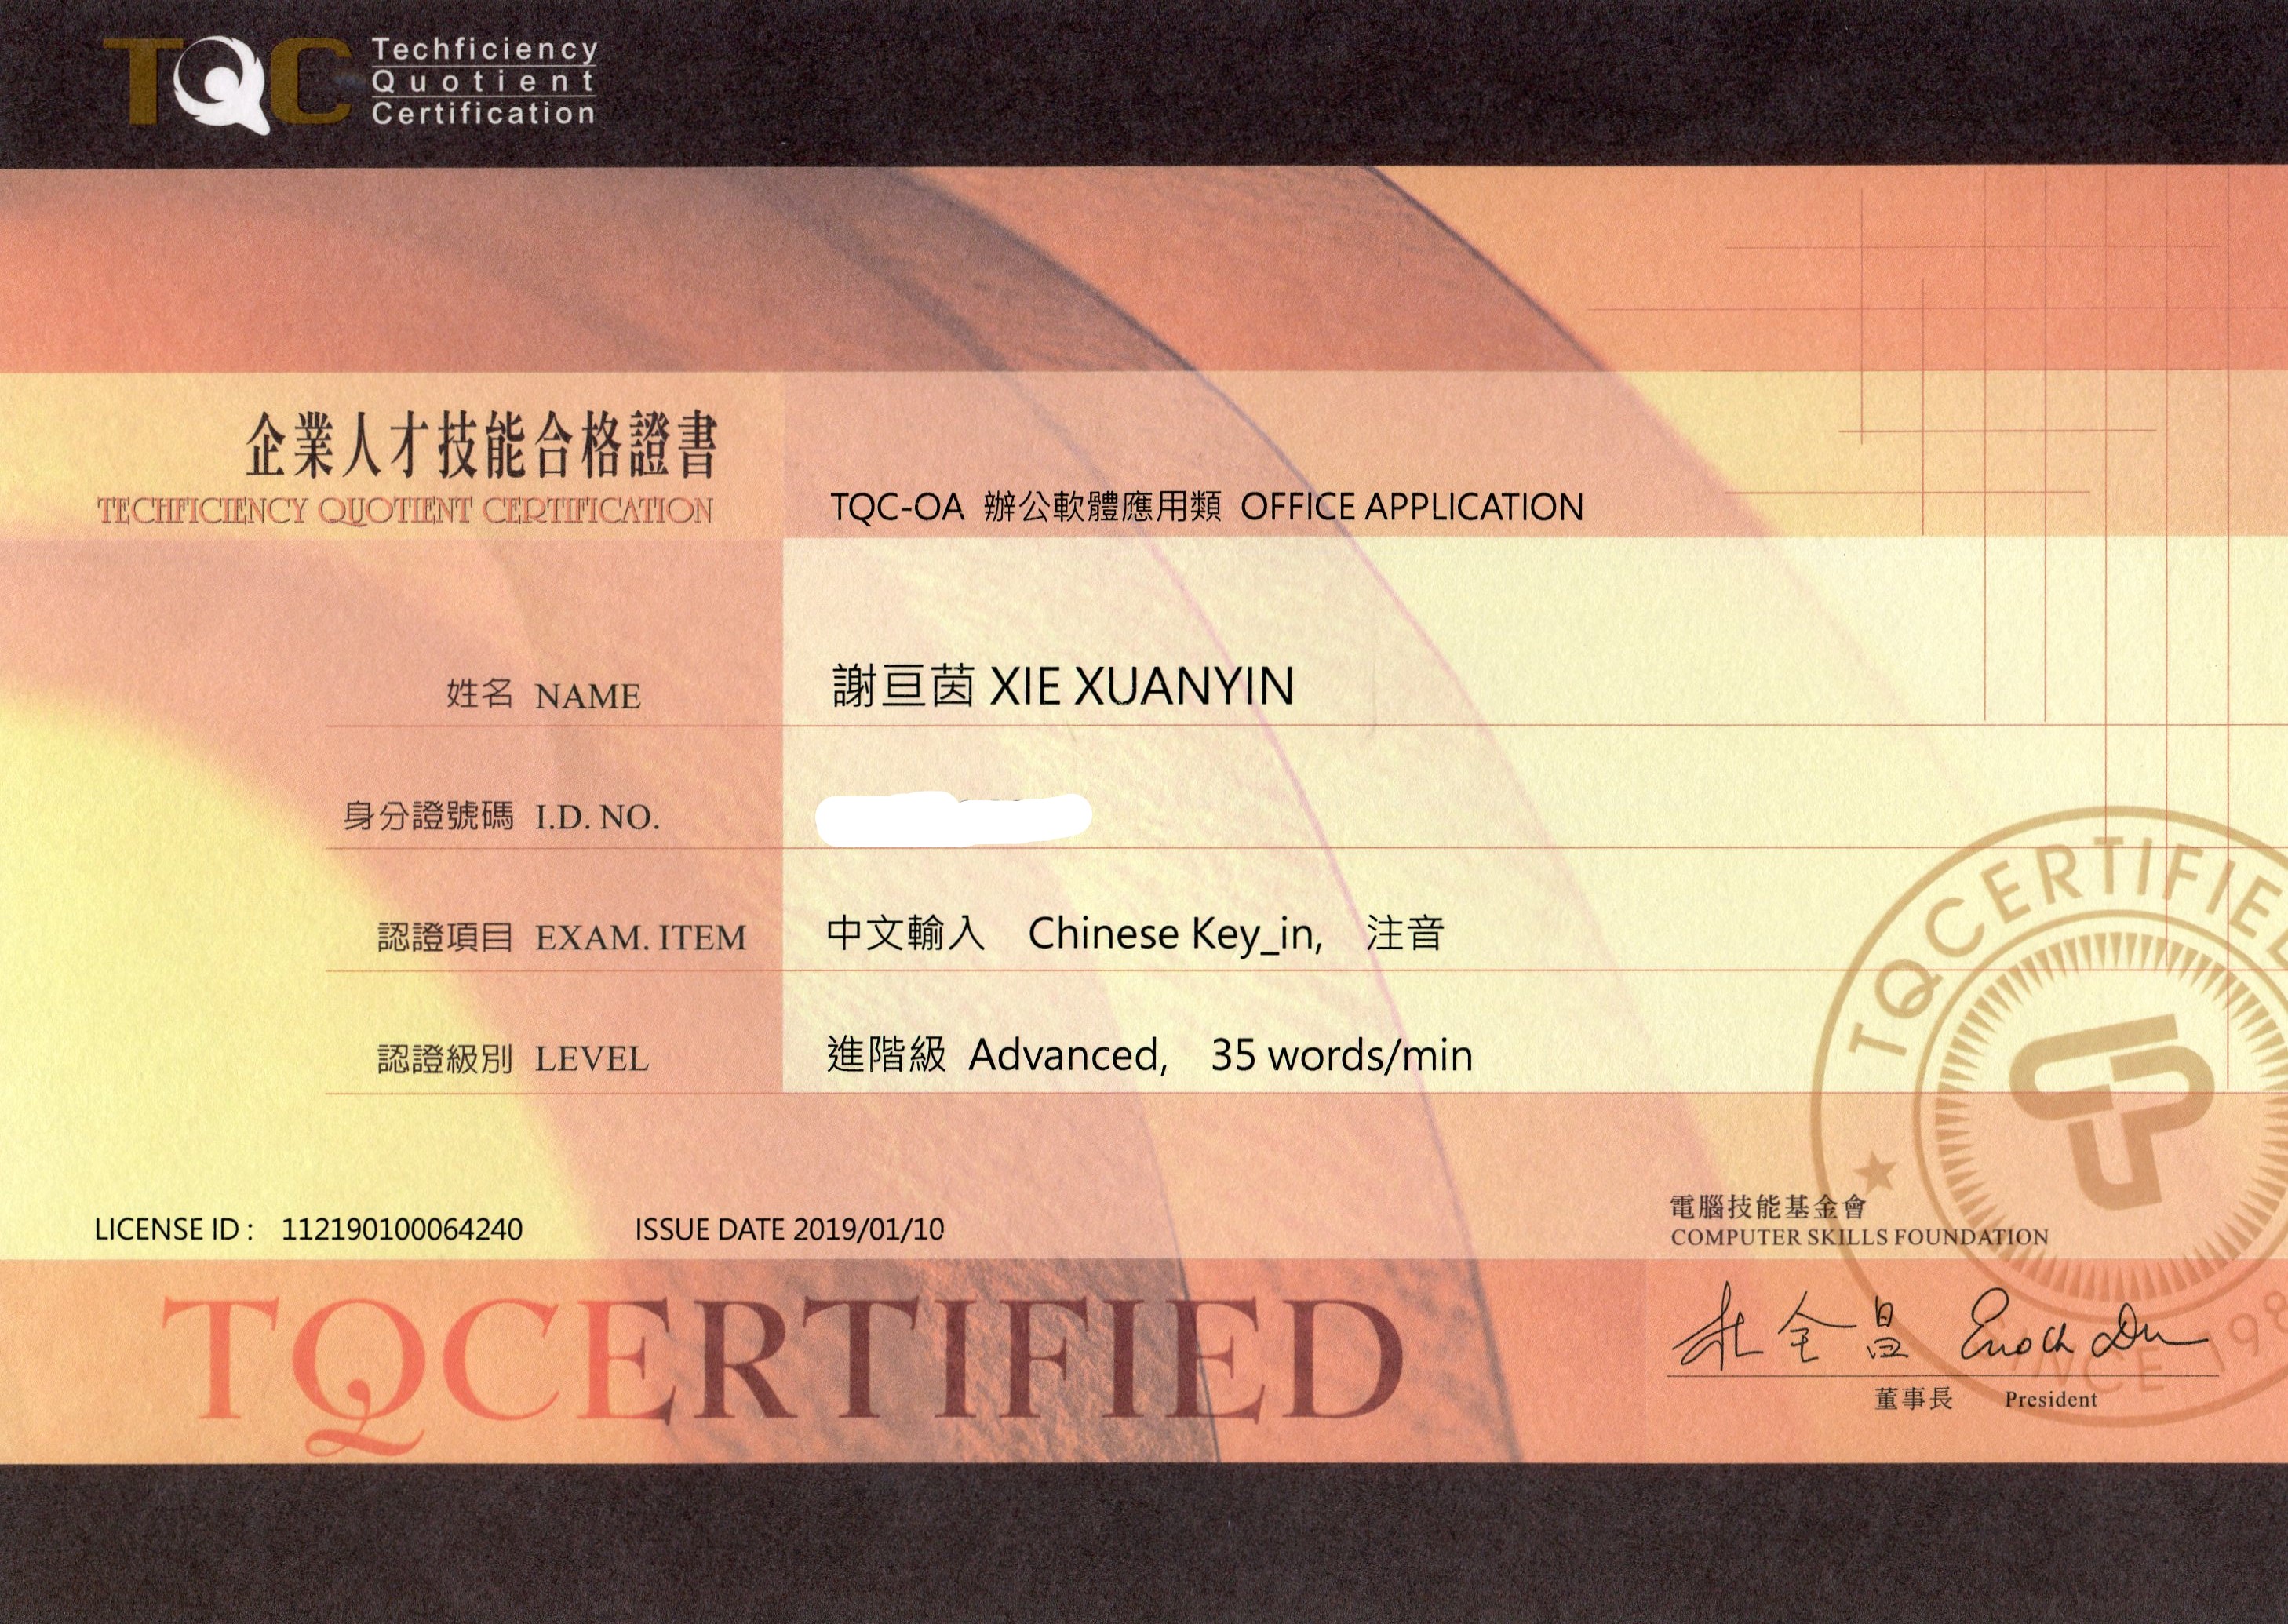 TQC
Techficiency
Quotient
Certification
企業人才技能合格證書
TECHFICIENCY QUOTIENT CERTIFICATION
TQC-OA 辦公軟體應用類 OFFICE APPLICATION
姓名 NAME 謝亘茵 XIE XUANYIN
身分證號碼 I.D. NO.
認證項目 EXAM. ITEM 中文輸入 Chinese Key_in, 注音
認證級別 LEVEL 進階級 Advanced, 35 words/min
TQCERTIFIED
LICENSE ID : 112190100064240 ISSUE DATE 2019/01/10
電腦技能基金會
COMPUTER SKILLS FOUNDATION
TQCERTIFIED
杜全昌 Enoch Du
董事長 President